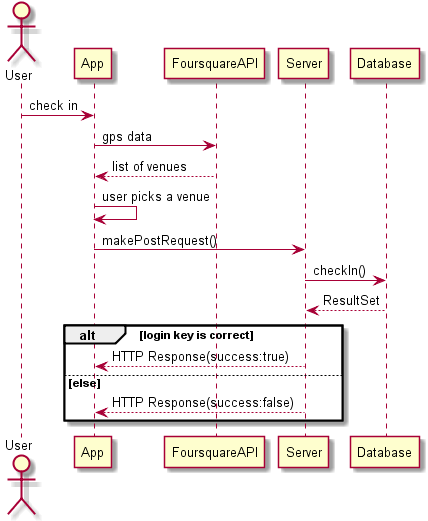 User
App
FoursquareAPI
Server
Database
check in
gps data
list of venues
user picks a venue
makePostRequest()
checkIn()
ResultSet
alt [login key is correct]
HTTP Response(success:true)
[else]
HTTP Response(success:false)
User
App
FoursquareAPI
Server
Database